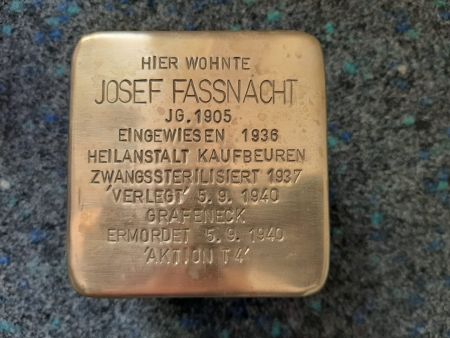 HIER WOHNTE
JOSEF FASSNACHT
JG. 1905
EINGEWIESEN 1936
HEILANSTALT KAUFBEUREN
ZWANGSSTERILISIERT 1937
'VERLEGT' 5. 9. 1940
GRAFENECK
ERMORDET 5. 9. 1940
'AKTION T4'